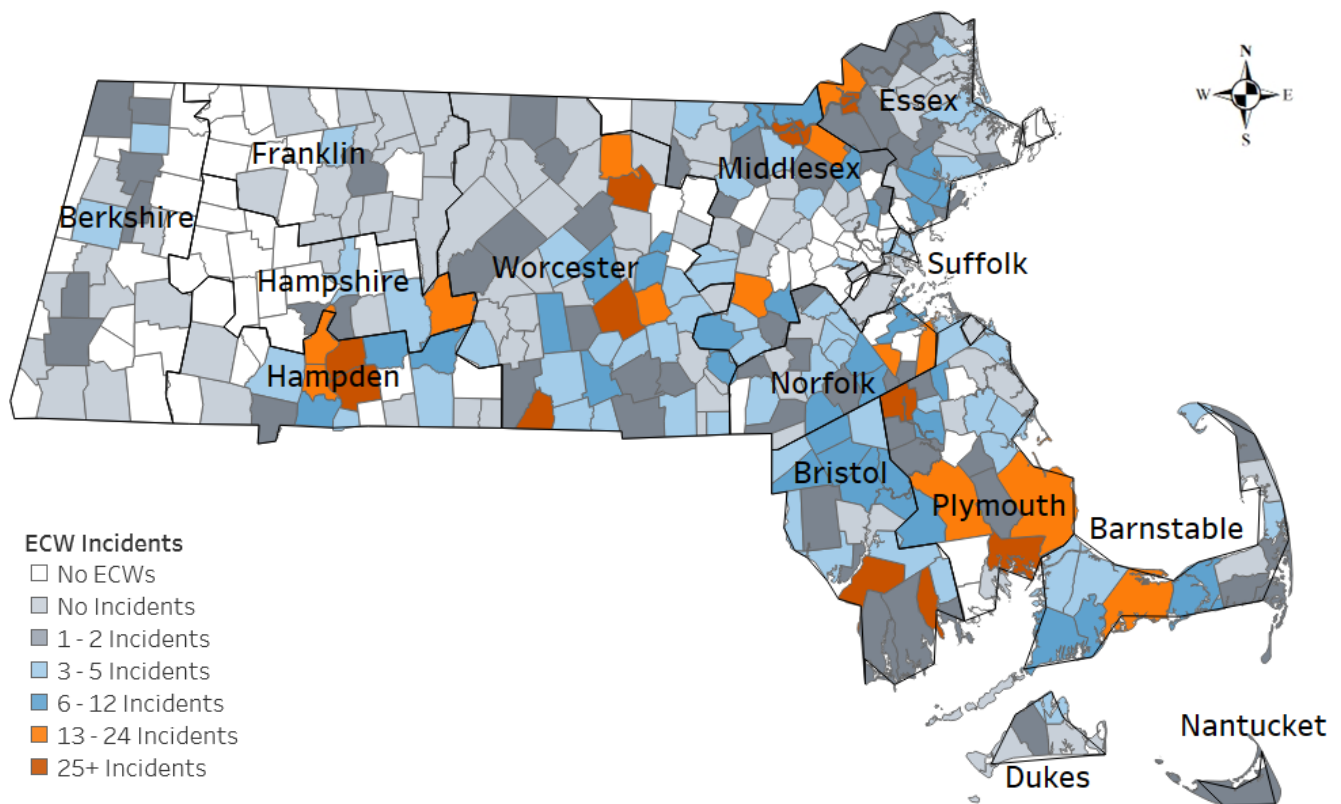 N
W E
S
Essex
Franklin
Middlesex
Berkshire
Suffolk
Worcester
Hampshire
Hampden
Norfolk
Bristol
Plymouth
Barnstable
ECW Incidents
No ECWs
No Incidents
1 - 2 Incidents
3 - 5 Incidents
6 - 12 Incidents
13 - 24 Incidents
25+ Incidents
Nantucket
Dukes